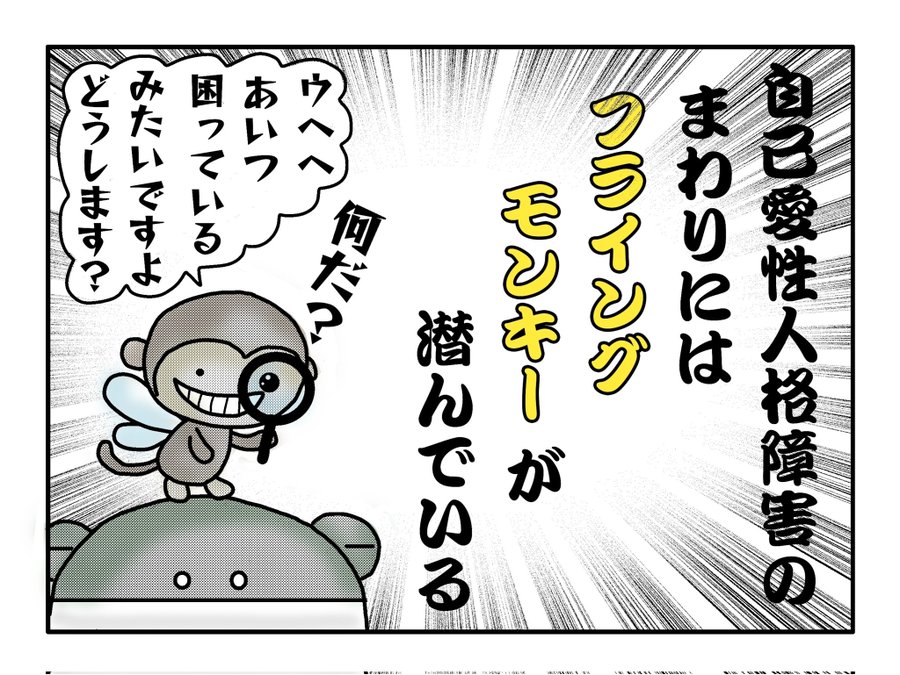 自己愛性人格障害の
まわりには
フライング
モンキーが
潜んでいる
何だ?
ウヘヘ
あいつ
困っている
みたいですよ
どうします?